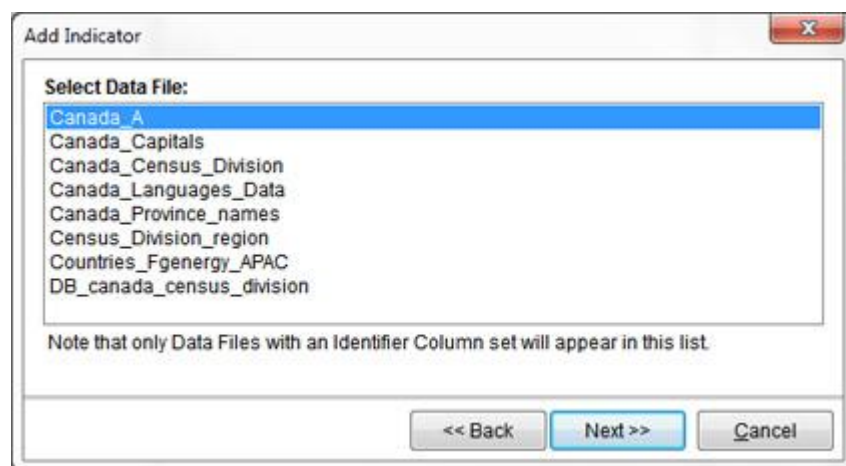 Add Indicator
Select Data File:
Canada_A
Canada_Capitals
Canada_Census_Division
Canada_Languages_Data
Canada_Province_names
Census_Division_region
Countries_Fgenergy_APAC
DB_canada_census_division
Note that only Data Files with an Identifier Column set will appear in this list.
<< Back Next >> Cancel